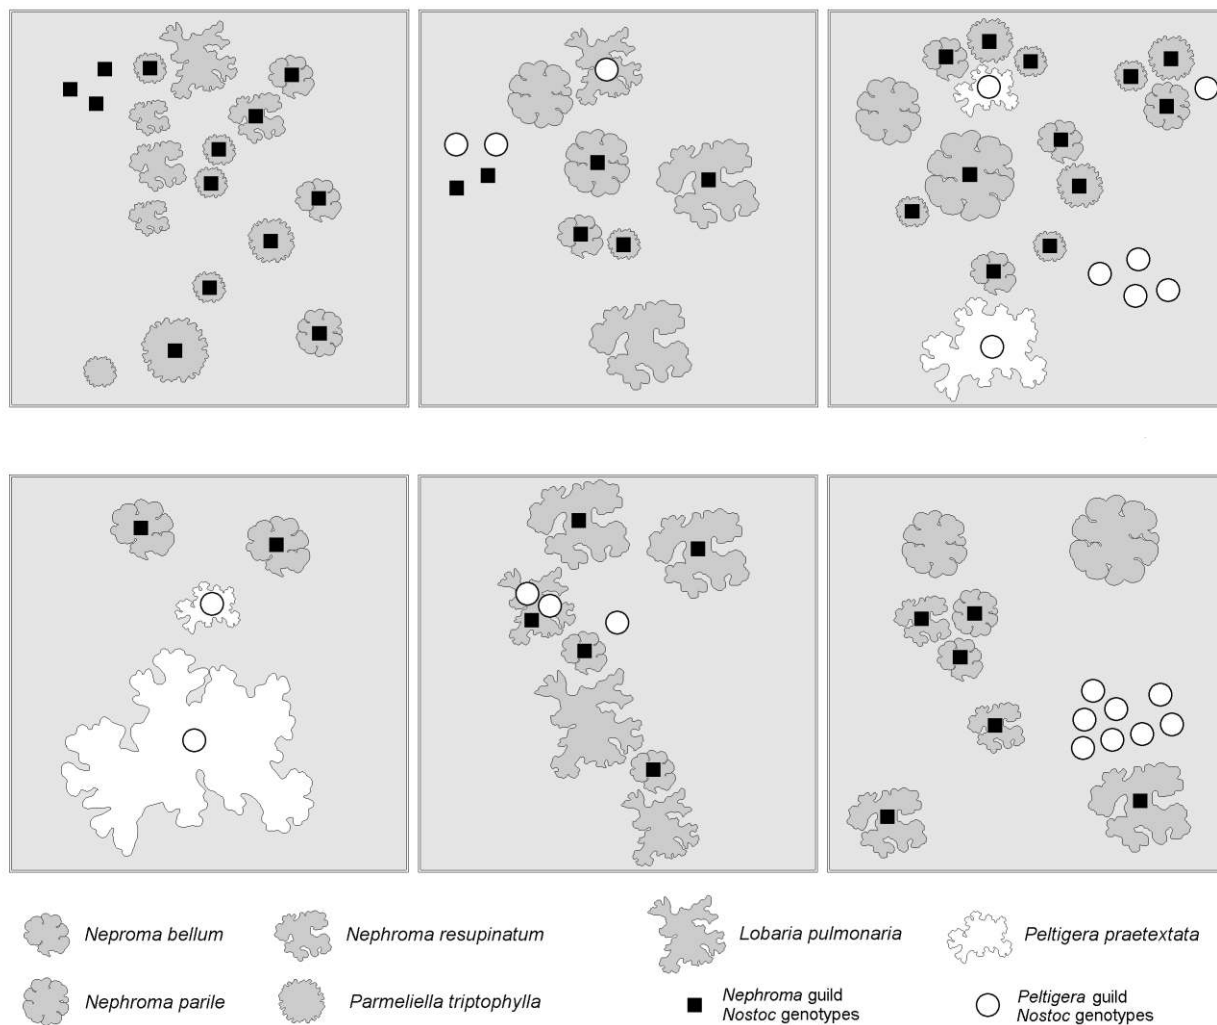 Neproma bellum
Nephroma resupinatum
Lobaria pulmonaria
Peltigera praetextata
Nephroma parile
Parmeliella triptophylla
Nephroma guild
Nostoc genotypes
Peltigera guild
Nostoc genotypes